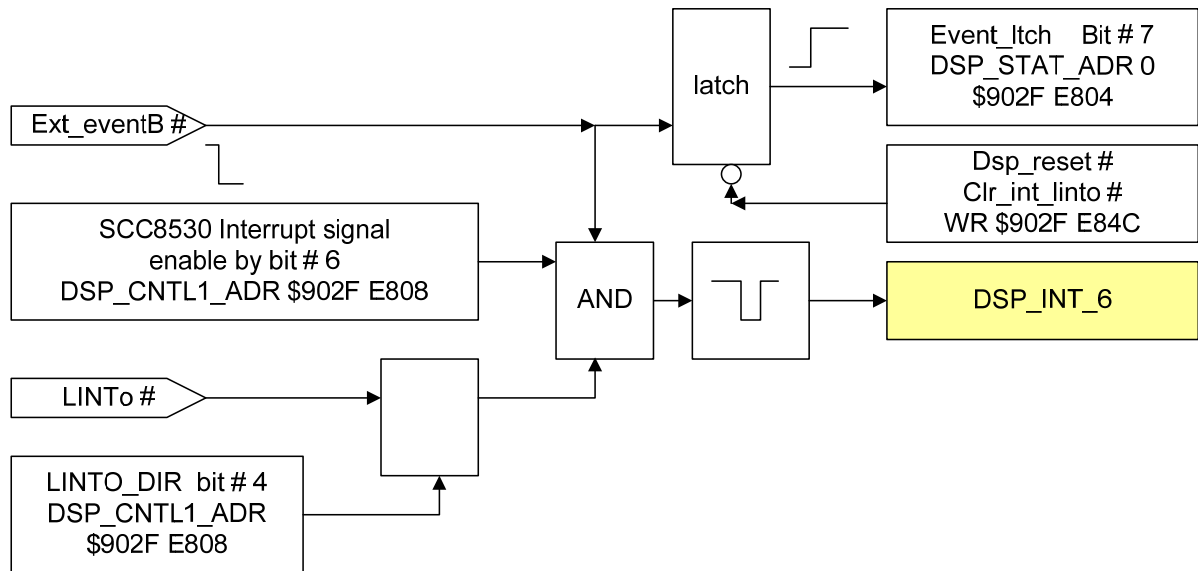 Event_ltch Bit # 7
DSP_STAT_ADR 0
$902F E804
latch
Ext_eventB #
Dsp_reset #
Clr_int_linto #
WR $902F E84C
SCC8530 Interrupt signal
enable by bit # 6
DSP_CNTL1_ADR $902F E808
AND
DSP_INT_6
LINTo #
LINTO_DIR bit # 4
DSP_CNTL1_ADR
$902F E808